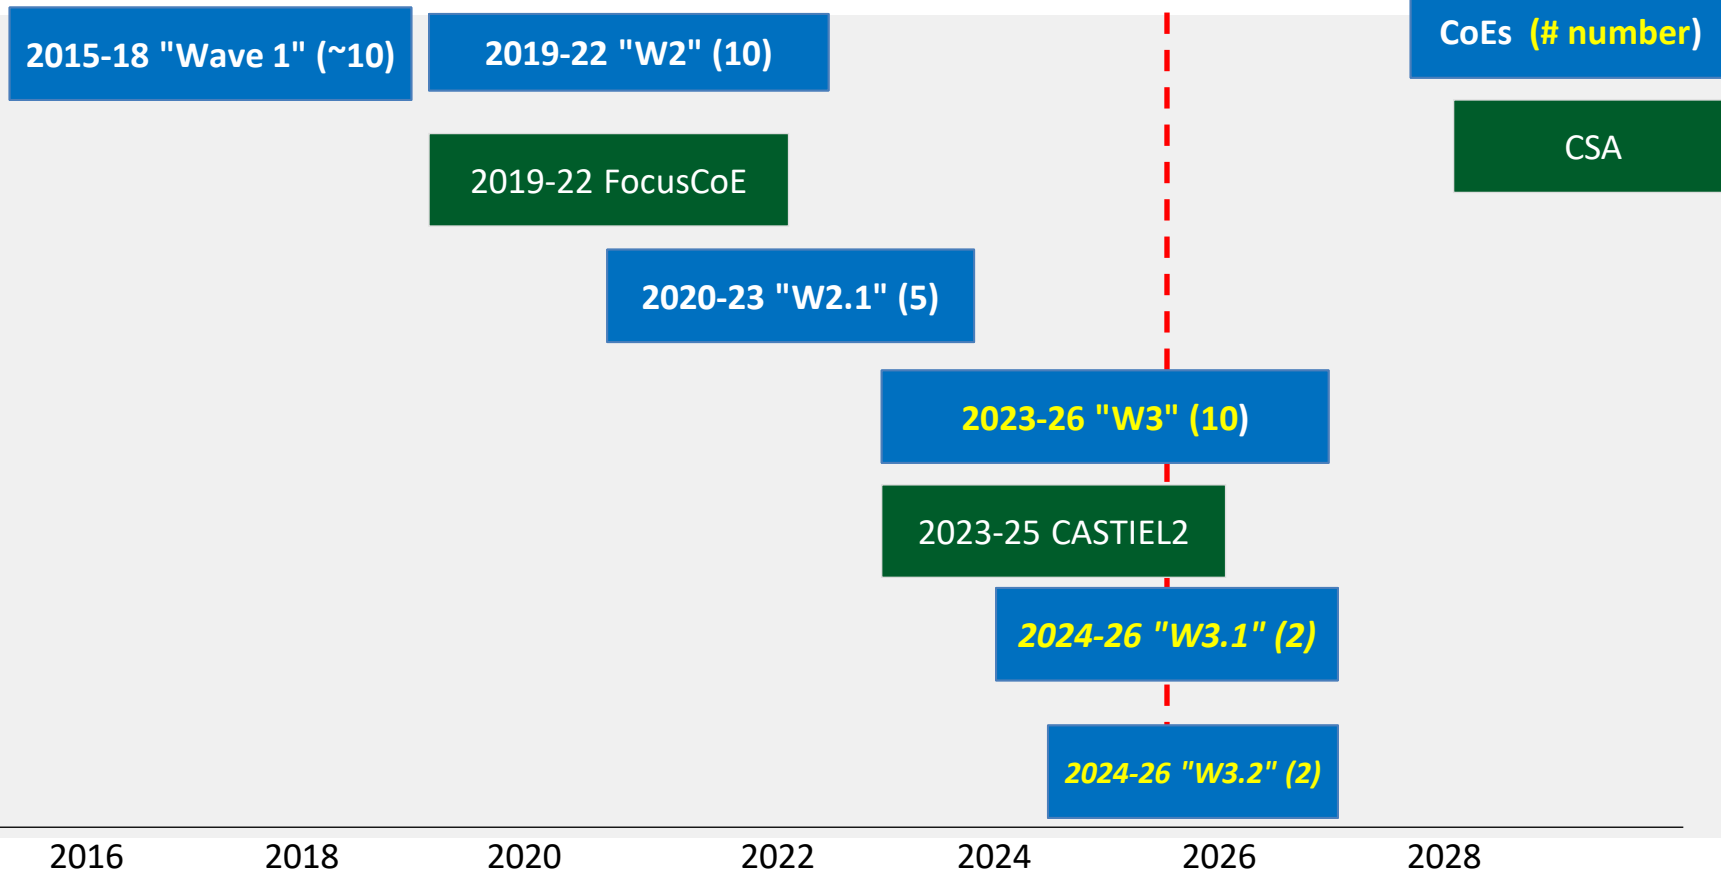 2015-18 "Wave 1" (~10)
2019-22 "W2" (10)
CoEs (# number)
CSA
2019-22 FocusCoE
2020-23 "W2.1" (5)
2023-26 "W3" (10)
2023-25 CASTIEL2
2024-26 "W3.1" (2)
2024-26 "W3.2" (2)
2016 2018 2020 2022 2024 2026 2028